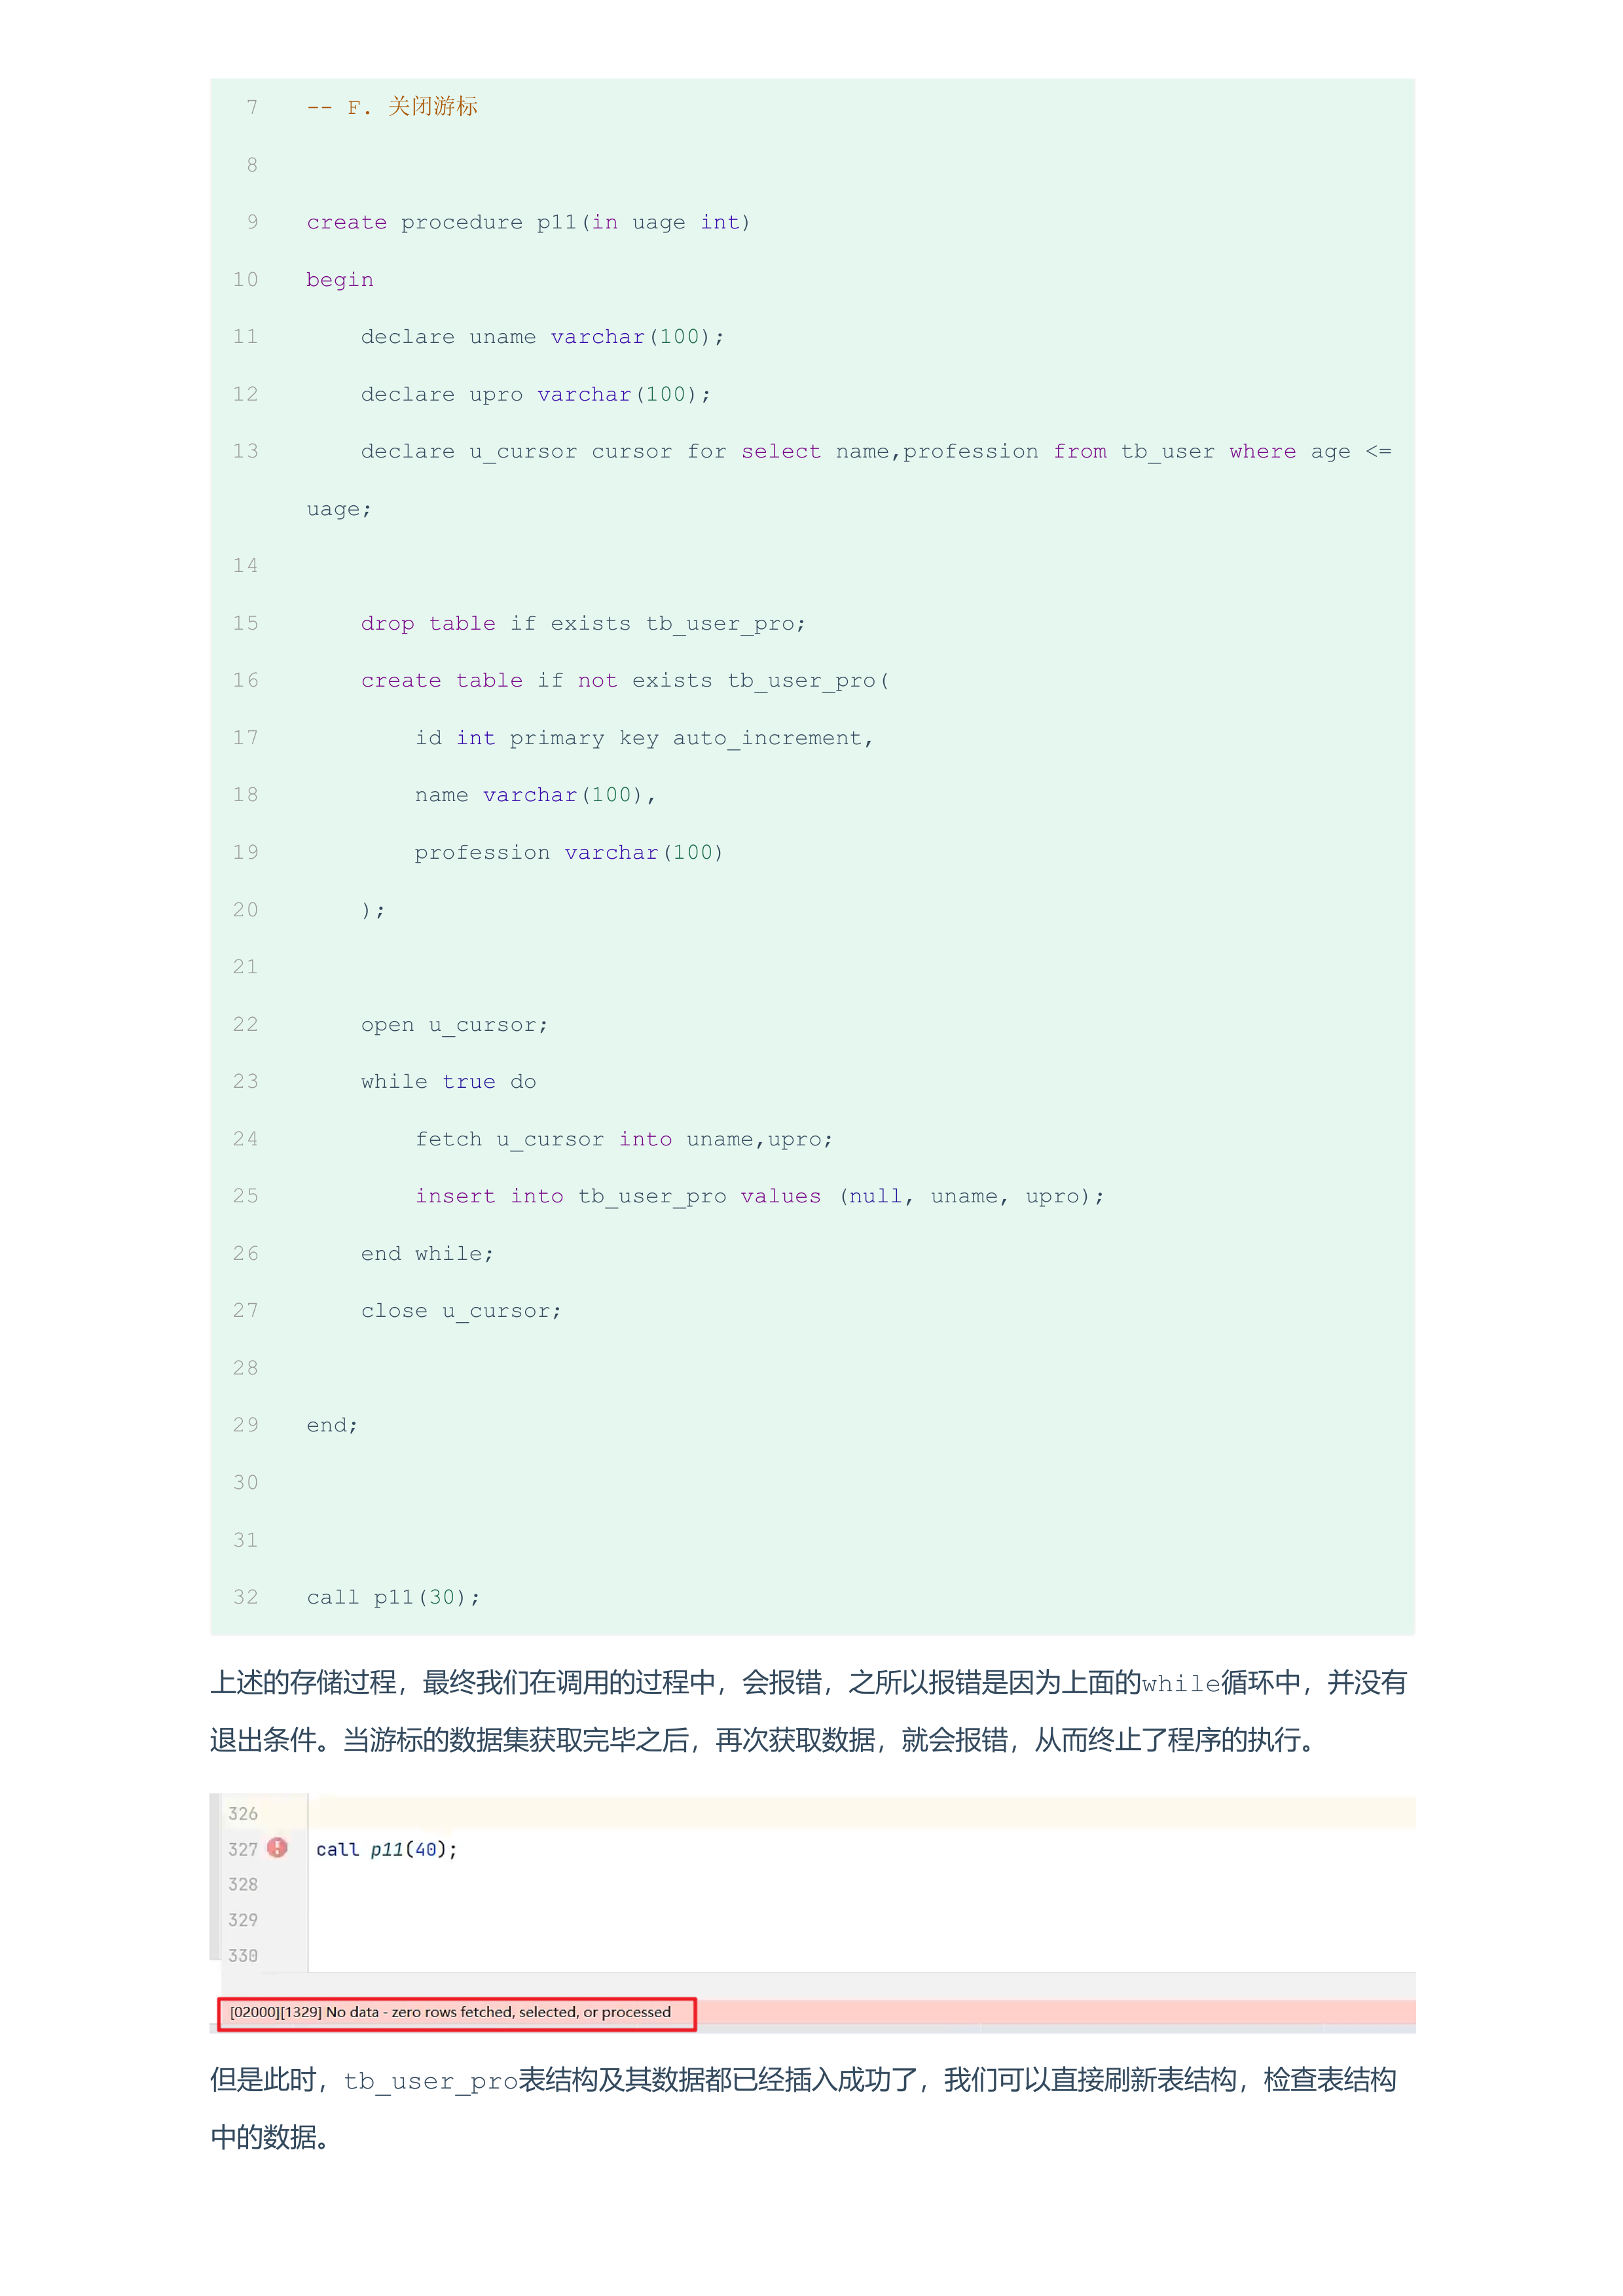 7 -- F. 关闭游标
8
9 create procedure p11(in uage int)
10 begin
11 declare uname varchar(100);
12 declare upro varchar(100);
13 declare u_cursor cursor for select name,profession from tb_user where age <=
uage;
14
15 drop table if exists tb_user_pro;
16 create table if not exists tb_user_pro(
17 id int primary key auto_increment,
18 name varchar(100),
19 profession varchar(100)
20 );
21
22 open u_cursor;
23 while true do
24 fetch u_cursor into uname,upro;
25 insert into tb_user_pro values (null, uname, upro);
26 end while;
27 close u_cursor;
28
29 end;
30
31
32 call p11(30);
上述的存储过程，最终我们在调用的过程中，会报错，之所以报错是因为上面的while循环中，并没有
退出条件。当游标的数据集获取完毕之后，再次获取数据，就会报错，从而终止了程序的执行。
326
327 call p11(40);
328
329
330
[02000][1329] No data - zero rows fetched, selected, or processed
但是此时，tb_user_pro表结构及其数据都已经插入成功了，我们可以直接刷新表结构，检查表结构
中的数据。